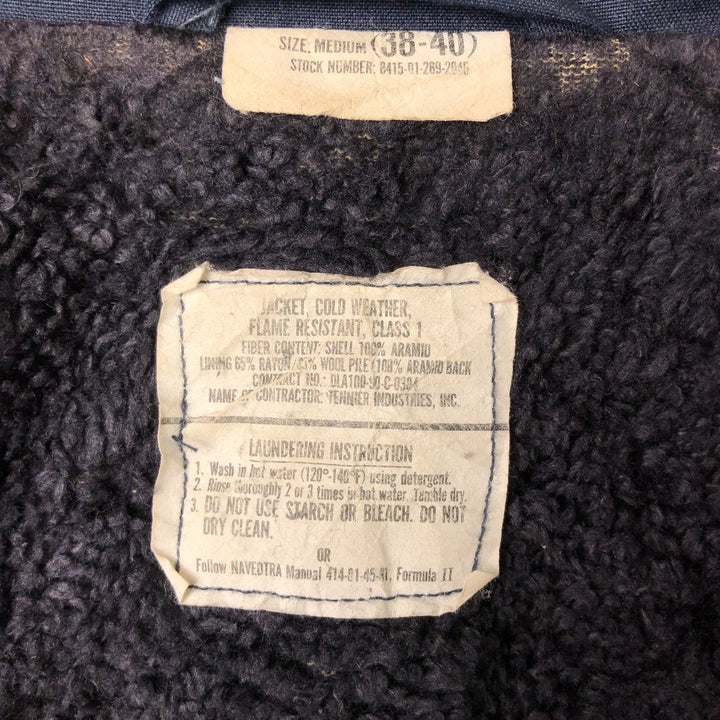 SIZE, MEDIUM (38-40)
STOCK NUMBER: 8415-01-269-2940
JACKET, COLD WEATHER,
FLAME RESISTANT, CLASS 1
FIBER CONTENT: SHELL 100% ARAMID
LINING 65% RAYON/35% WOOL PILE (100% ARAMID BACK
CONTRACT NO.: DLA100-90-C-0304
NAME OF CONTRACTOR: TENNIER INDUSTRIES, INC.
LAUNDERING INSTRUCTION
1. Wash in hot water (120°-140°F) using detergent.
2. Rinse thoroughly 2 or 3 times in hot water. Tumble dry.
3. DO NOT USE STARCH OR BLEACH. DO NOT
DRY CLEAN.
OR
Follow NAVEDTRA Manual 414-81-45-41, Formula II